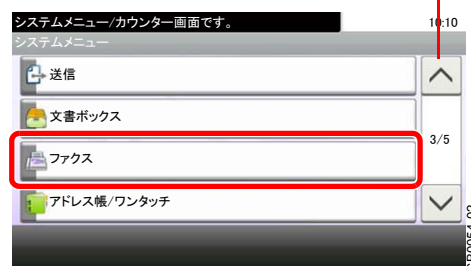 システムメニュー/カウンター画面です。
10:10
システムメニュー
送信
文書ボックス
3/5
ファクス
アドレス帳/ワンタッチ